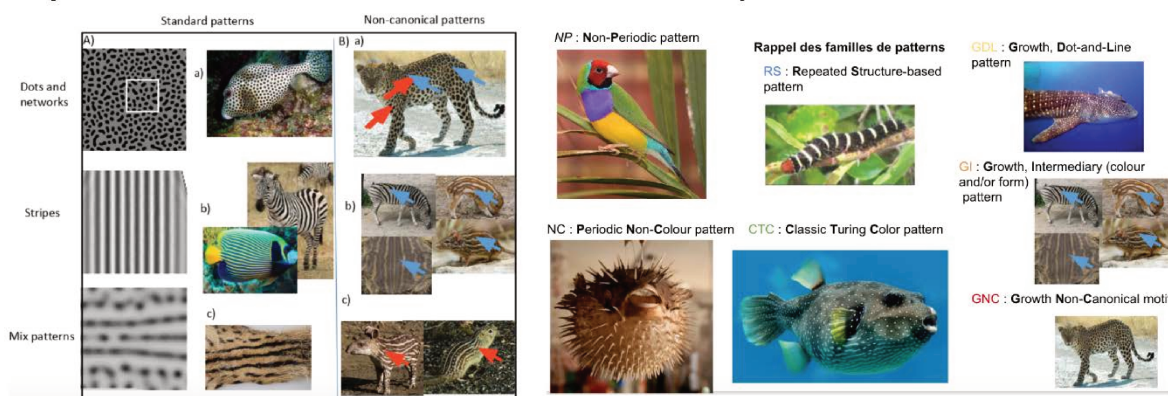 Standard patterns
Non-canonical patterns
A)
B)
a)
Dots and
networks
a)
Stripes
b)
b)
Mix patterns
c)
c)
NP : Non-Periodic pattern
Rappel des familles de patterns
RS : Repeated Structure-based
pattern
GDL : Growth, Dot-and-Line
pattern
GI : Growth, Intermediary (colour
and/or form)
pattern
NC : Periodic Non-Colour pattern
CTC : Classic Turing Color pattern
GNC : Growth Non-Canonical moti